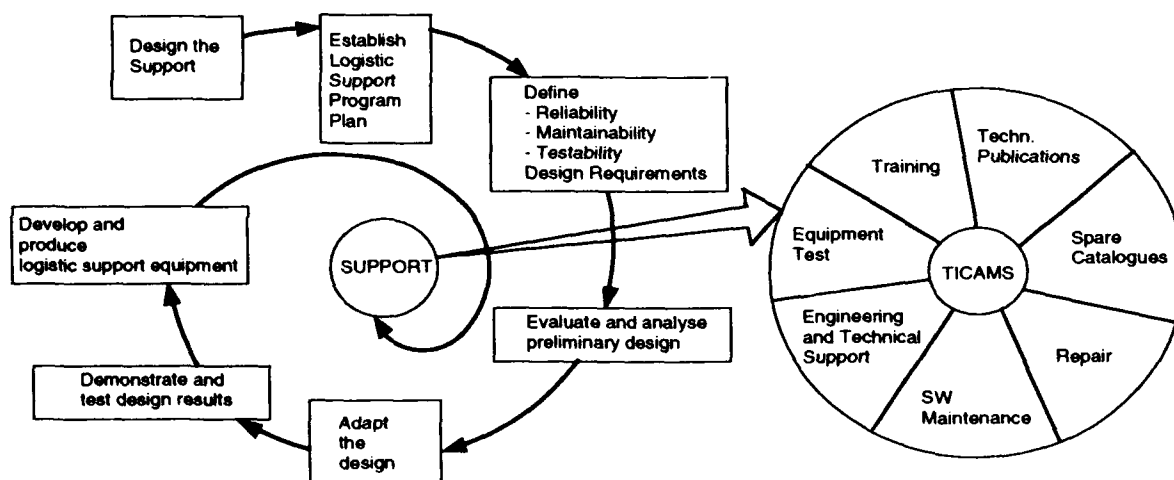 Design the
Support
Establish
Logistic
Support
Program
Plan
Define
- Reliability
- Maintainability
- Testability
Design Requirements
Evaluate and analyse
preliminary design
Adapt
the
design
Demonstrate and
test design results
Develop and
produce
logistic support equipment
SUPPORT
TICAMS
Techn.
Publications
Spare
Catalogues
Repair
SW
Maintenance
Engineering
and Technical
Support
Equipment
Test
Training